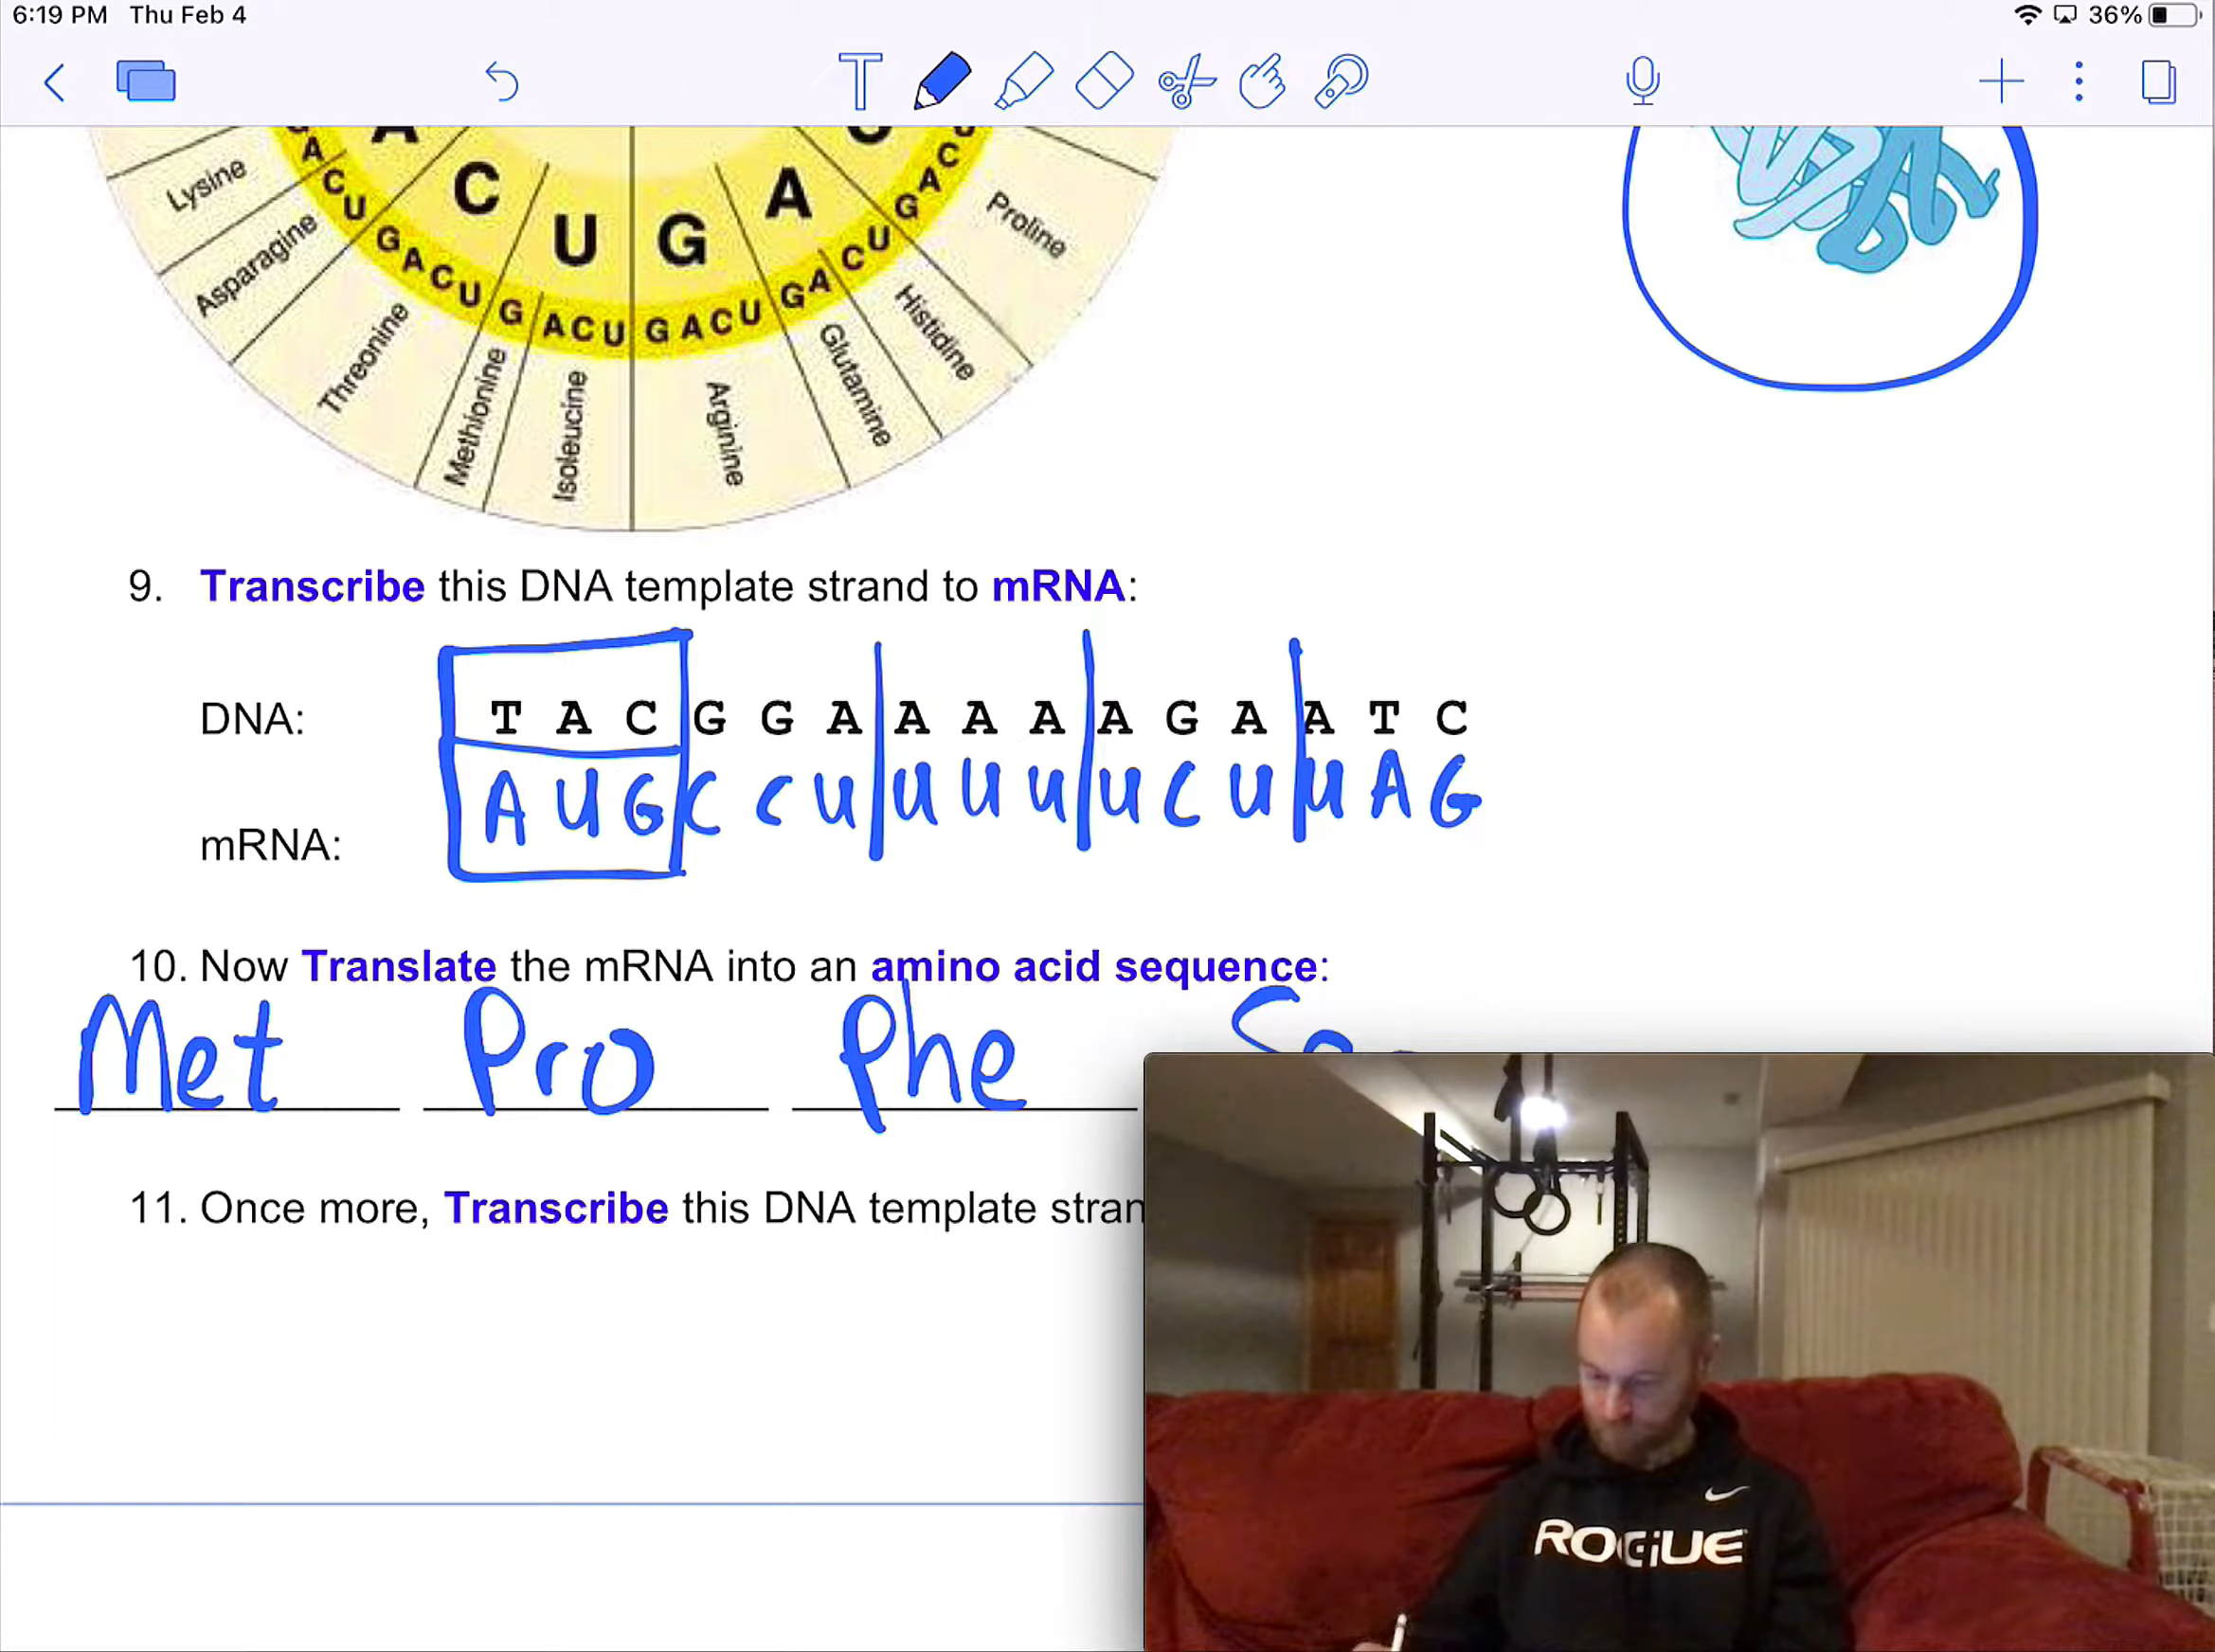 6:19 PM Thu Feb 4 36%
T
A C U G A
A C U G A C U G A C U G A C U G A C U G A C
Lysine
Asparagine
Threonine
Methionine
Isoleucine
Arginine
Glutamine
Histidine
Proline
9. Transcribe this DNA template strand to mRNA:
DNA: T A C G G A A A A A G A A T C
A U G C C U U U U U C U U A G
mRNA:
10. Now Translate the mRNA into an amino acid sequence:
Met Pro Phe
11. Once more, Transcribe this DNA template stran
ROGUE